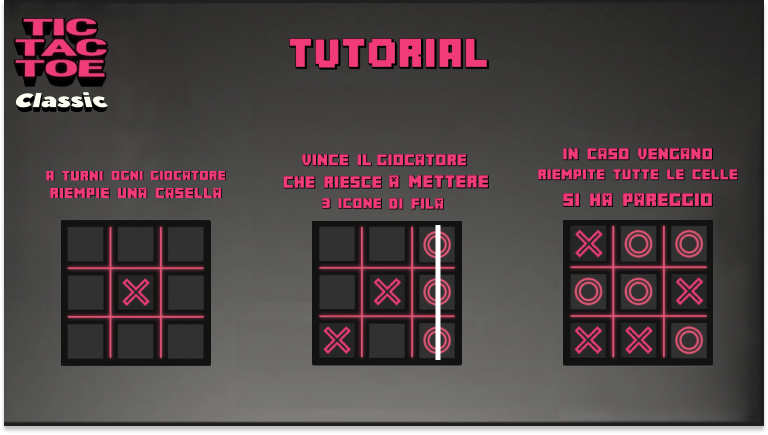 TIC
TAC
TOE
Classic
TUTORIAL
A TURNI OGNI GIOCATORE
RIEMPIE UNA CASELLA
VINCE IL GIOCATORE
CHE RIESCE A METTERE
3 ICONE DI FILA
IN CASO VENGANO
RIEMPITE TUTTE LE CELLE
SI HA PAREGGIO